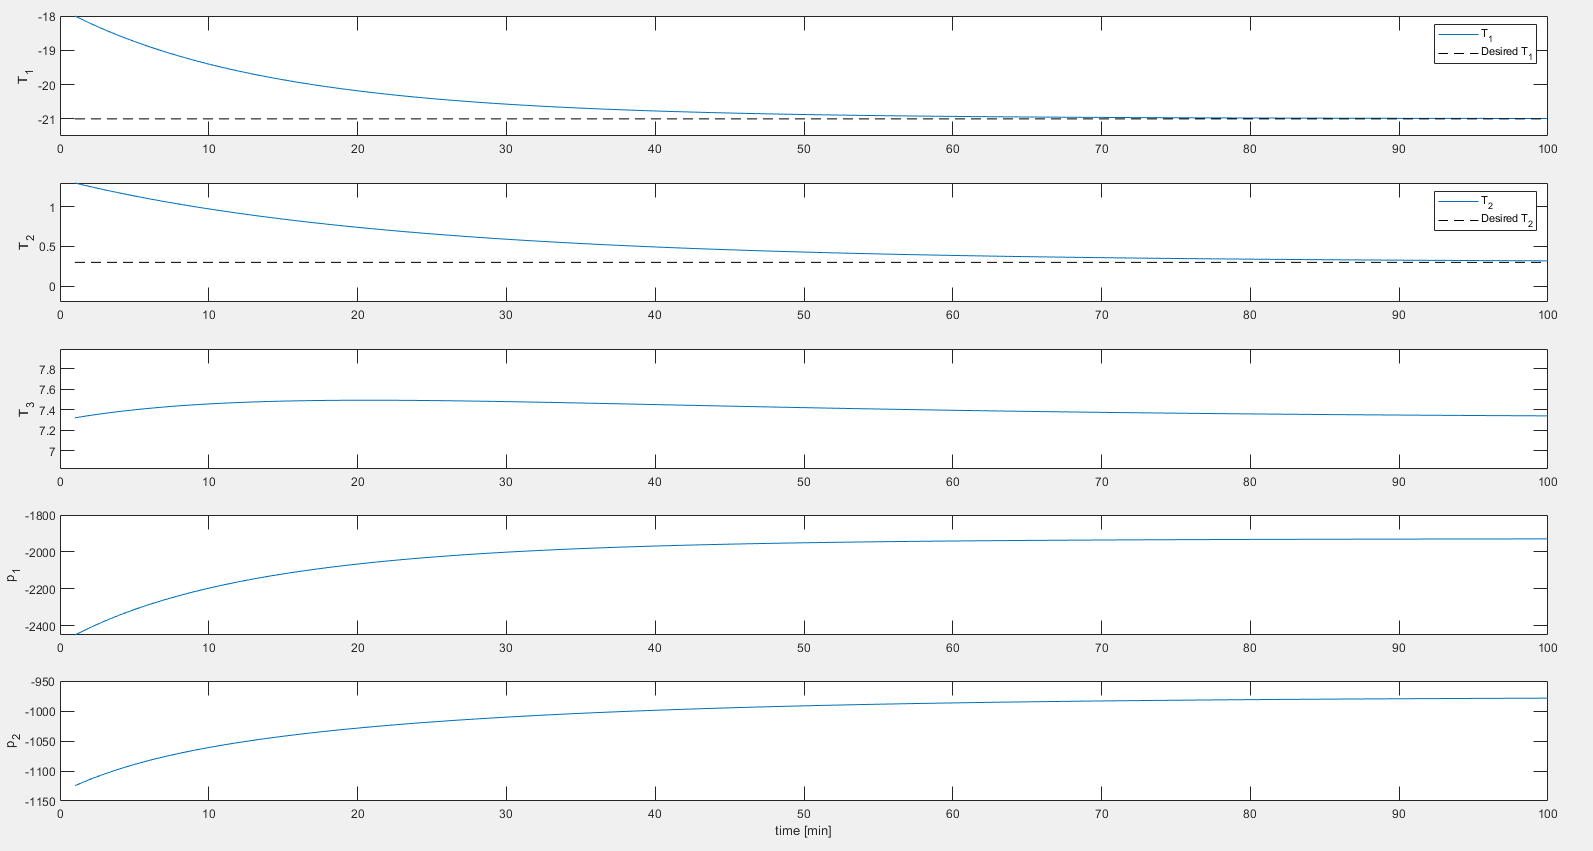 -18
-19
-20
-21
T1
T1
Desired T1
0 10 20 30 40 50 60 70 80 90 100
1
0.5
0
T2
T2
Desired T2
0 10 20 30 40 50 60 70 80 90 100
7.8
7.6
7.4
7.2
7
T3
0 10 20 30 40 50 60 70 80 90 100
-1800
-2000
-2200
-2400
p1
0 10 20 30 40 50 60 70 80 90 100
-950
-1000
-1050
-1100
-1150
p2
0 10 20 30 40 50 60 70 80 90 100
time [min]